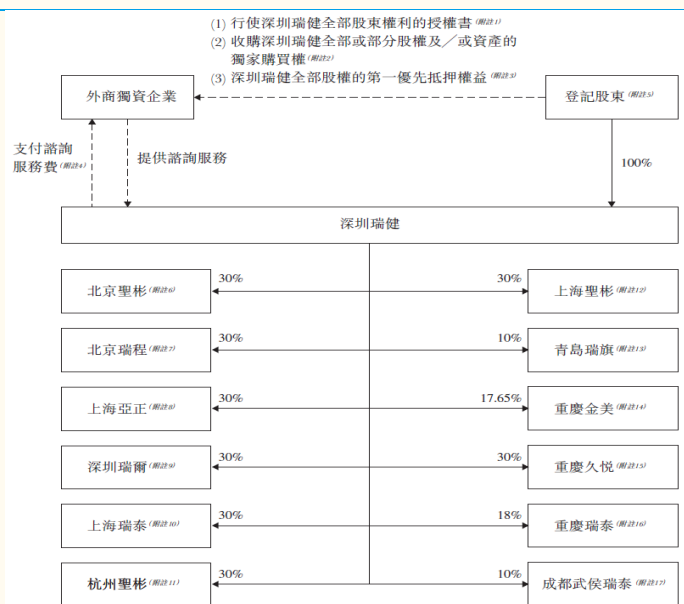 (1) 行使深圳瑞健全部股東權利的授權書(附註1)
(2) 收購深圳瑞健全部或部分股權及／或資產的
獨家購買權(附註2)
(3) 深圳瑞健全部股權的第一優先抵押權益(附註3)
外商獨資企業
登記股東(附註5)
支付諮詢
服務費(附註4)
提供諮詢服務
100%
深圳瑞健
30%
30%
北京聖彬(附註6)
上海聖彬(附註12)
30%
10%
北京瑞程(附註7)
青島瑞旗(附註13)
30%
17.65%
上海亞正(附註8)
重慶金美(附註14)
30%
30%
深圳瑞爾(附註9)
重慶久悦(附註15)
30%
18%
上海瑞泰(附註10)
重慶瑞泰(附註16)
30%
10%
杭州聖彬(附註11)
成都武侯瑞泰(附註17)